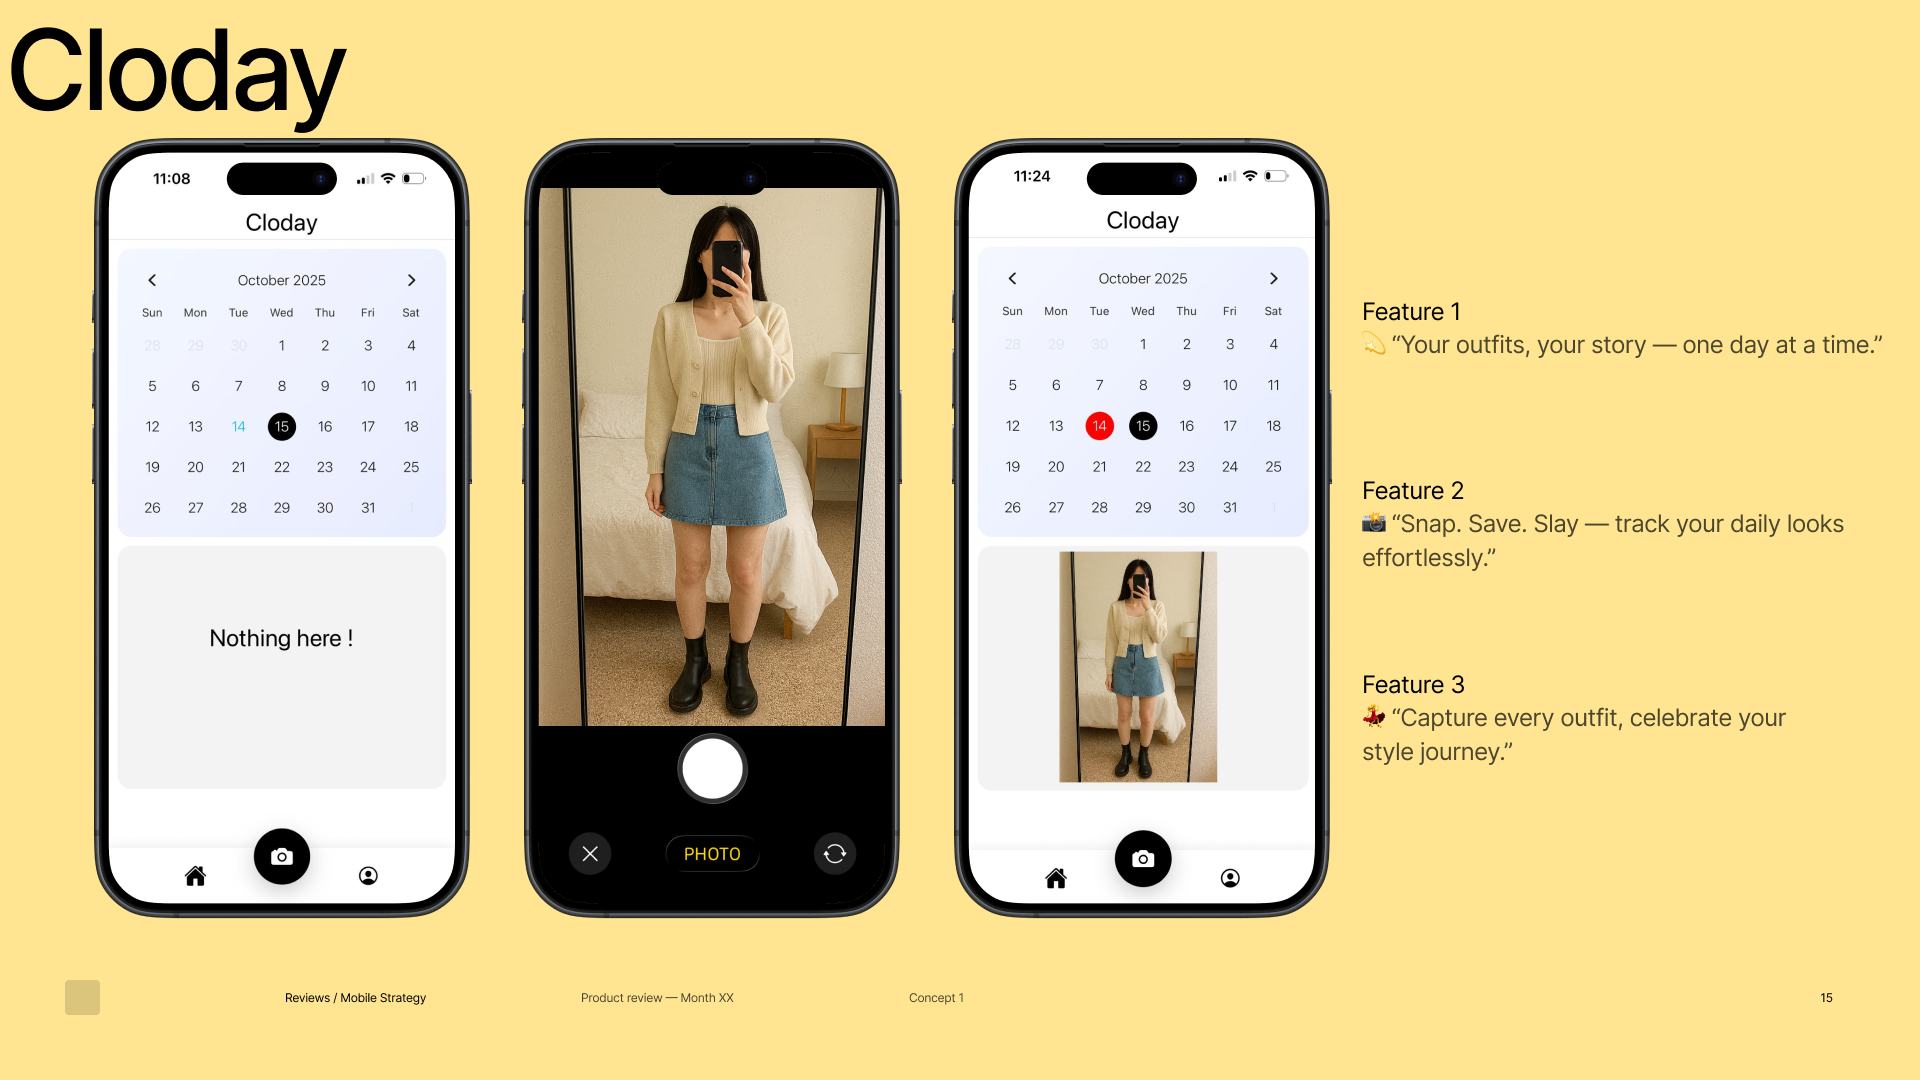 Cloday
11:08
Cloday
October 2025
Sun Mon Tue Wed Thu Fri Sat
28 29 30 1 2 3 4
5 6 7 8 9 10 11
12 13 14 15 16 17 18
19 20 21 22 23 24 25
26 27 28 29 30 31 1
Nothing here !
PHOTO
11:24
Cloday
October 2025
Sun Mon Tue Wed Thu Fri Sat
28 29 30 1 2 3 4
5 6 7 8 9 10 11
12 13 14 15 16 17 18
19 20 21 22 23 24 25
26 27 28 29 30 31 1
Feature 1
💫 “Your outfits, your story — one day at a time.”
Feature 2
📸 “Snap. Save. Slay — track your daily looks
effortlessly.”
Feature 3
💃 “Capture every outfit, celebrate your
style journey.”
Reviews / Mobile Strategy
Product review — Month XX
Concept 1
15